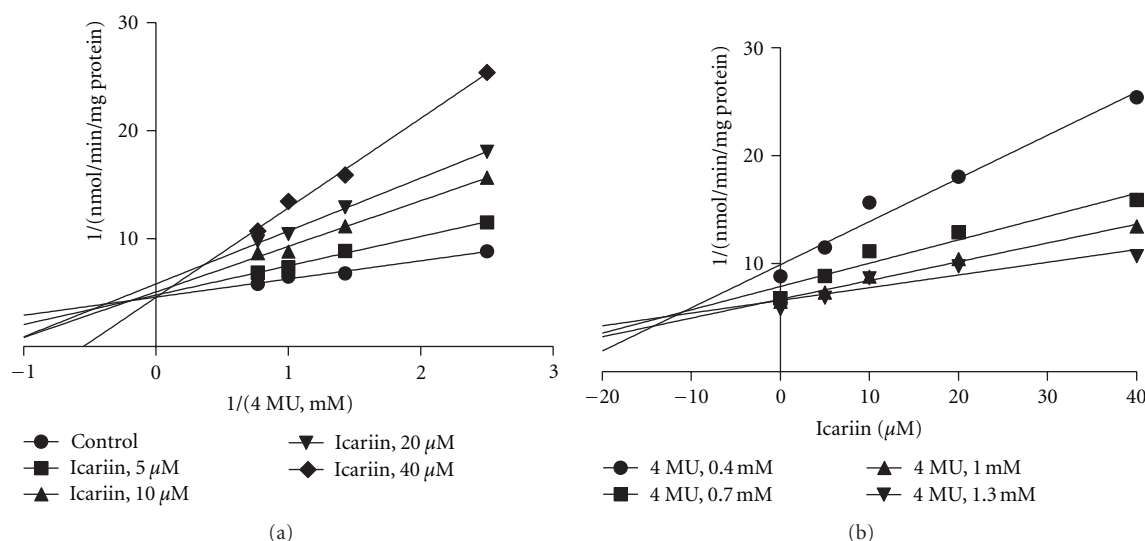 30
20
10
1/(nmol/min/mg protein)
−1 0 1 2 3
1/(4 MU, mM)
Control
Icariin, 5 μM
Icariin, 10 μM
Icariin, 20 μM
Icariin, 40 μM
(a)
30
20
10
1/(nmol/min/mg protein)
−20 −10 0 10 20 30 40
Icariin (μM)
4 MU, 0.4 mM
4 MU, 0.7 mM
4 MU, 1 mM
4 MU, 1.3 mM
(b)